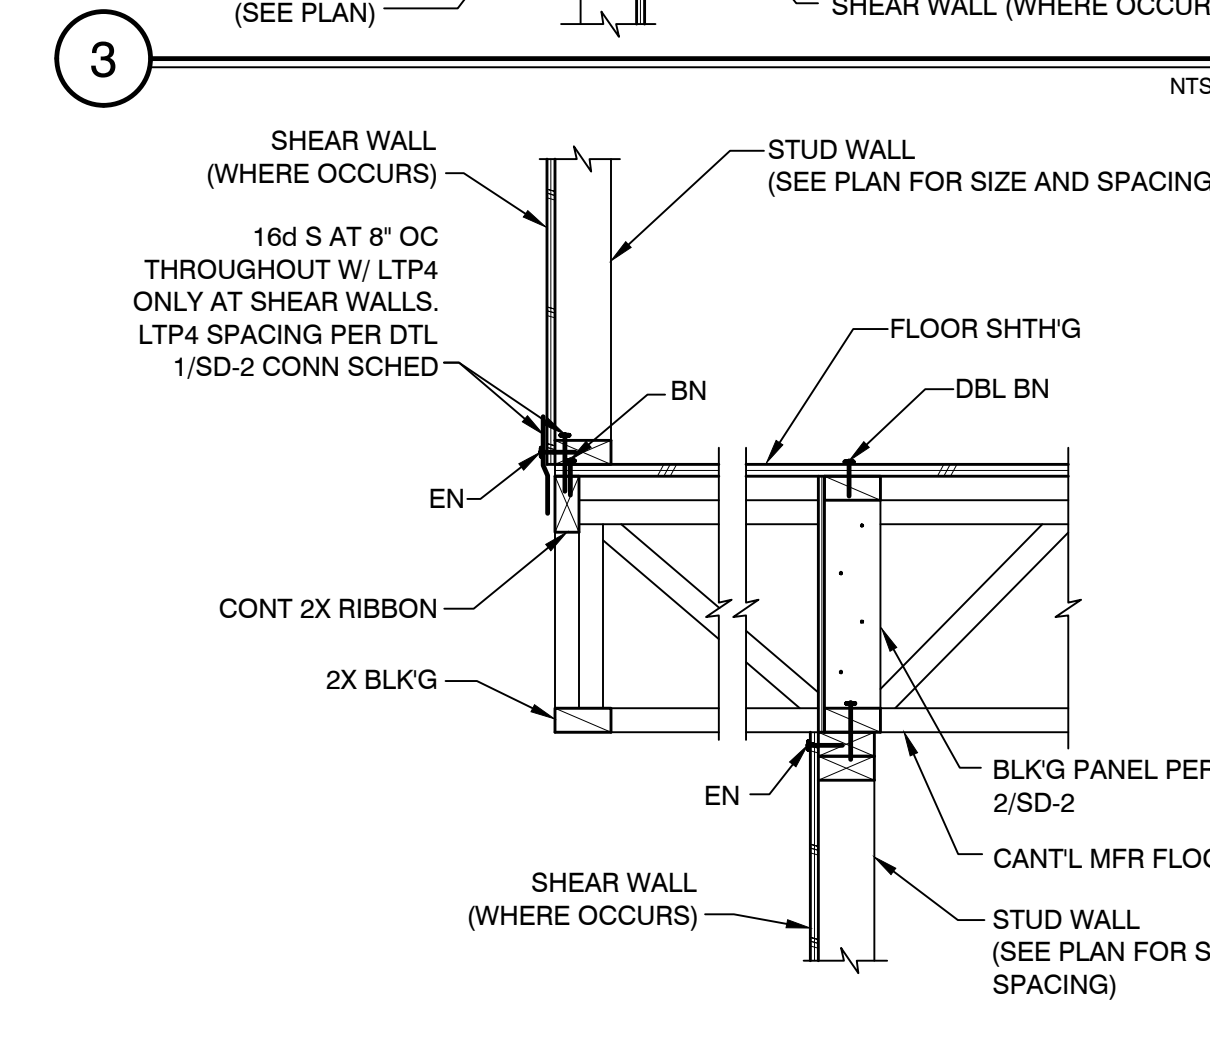 (SEE PLAN)
SHEAR WALL (WHERE OCCUR
3
NTS
SHEAR WALL
(WHERE OCCURS)
STUD WALL
(SEE PLAN FOR SIZE AND SPACING
16d S AT 8" OC
THROUGHOUT W/ LTP4
ONLY AT SHEAR WALLS.
LTP4 SPACING PER DTL
1/SD-2 CONN SCHED
FLOOR SHTH'G
BN
DBL BN
EN
CONT 2X RIBBON
2X BLK'G
EN
BLK'G PANEL PER
2/SD-2
CANT'L MFR FLOO
SHEAR WALL
(WHERE OCCURS)
STUD WALL
(SEE PLAN FOR S
SPACING)